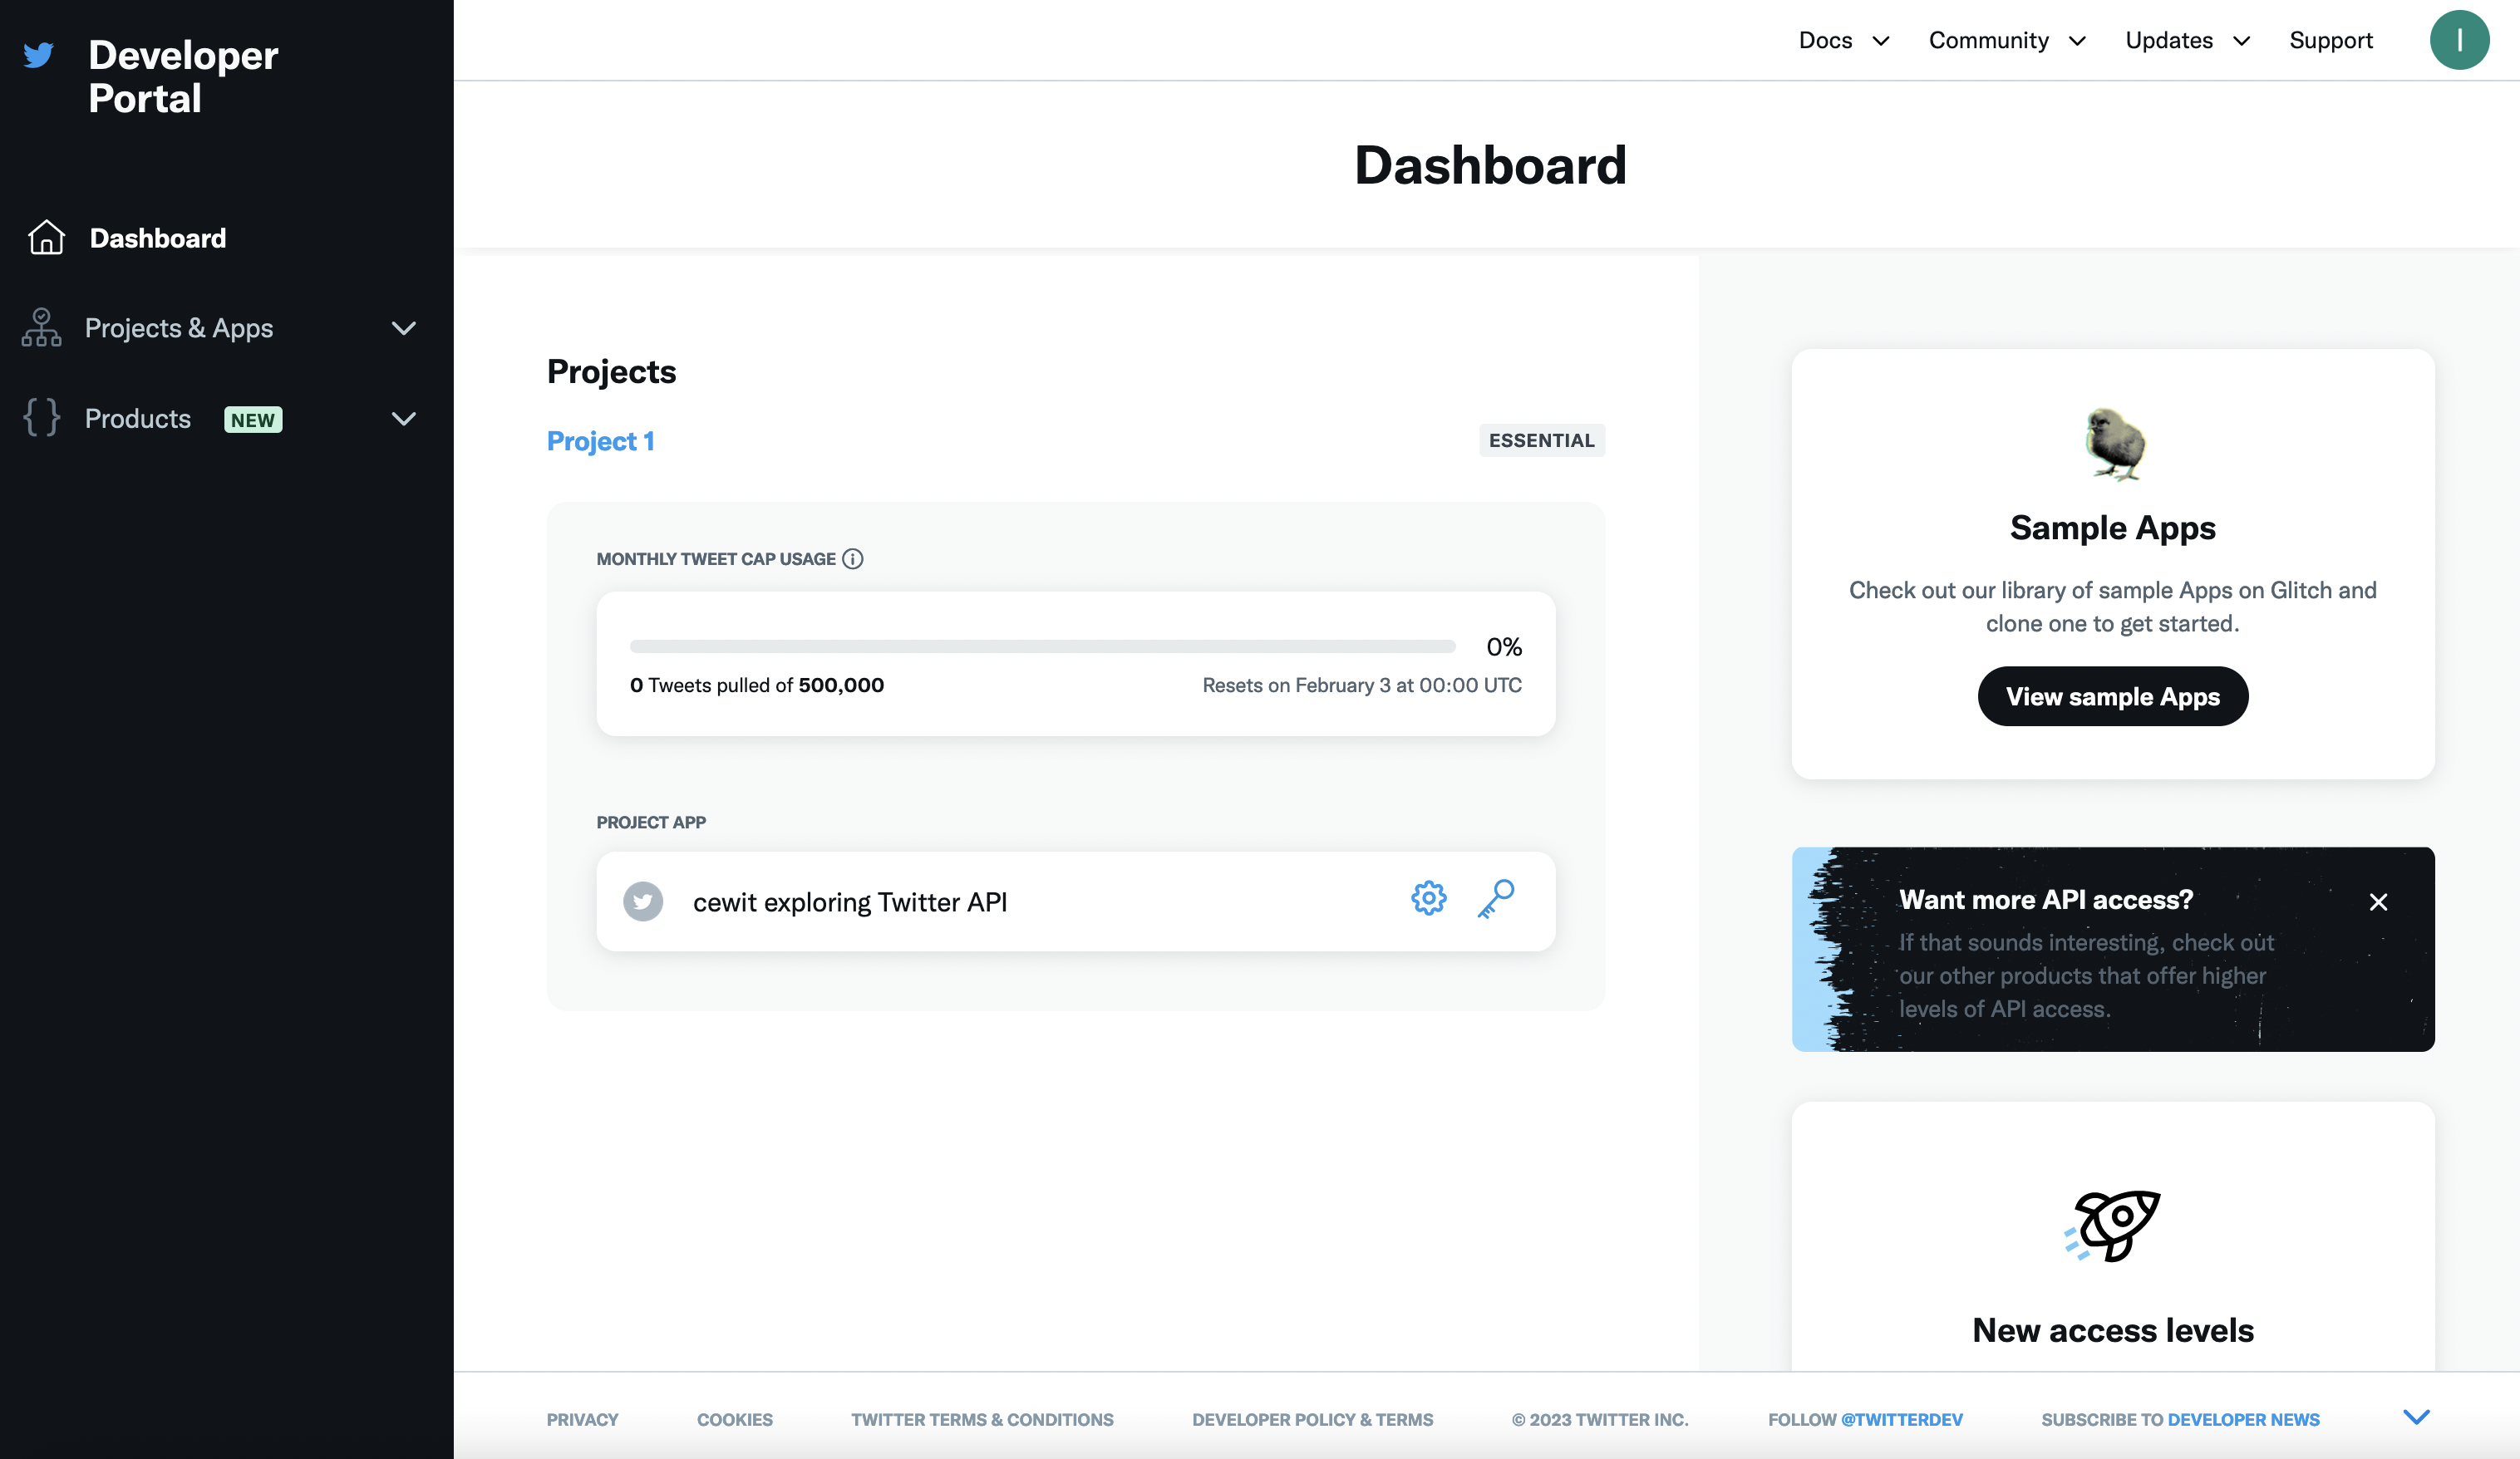 Developer
Portal
Dashboard
Projects & Apps
Products NEW
Docs Community Updates Support I
Dashboard
Projects
Project 1 ESSENTIAL
MONTHLY TWEET CAP USAGE
0%
0 Tweets pulled of 500,000 Resets on February 3 at 00:00 UTC
PROJECT APP
cewit exploring Twitter API
Sample Apps
Check out our library of sample Apps on Glitch and
clone one to get started.
View sample Apps
Want more API access?
If that sounds interesting, check out
our other products that offer higher
levels of API access.
New access levels
PRIVACY COOKIES TWITTER TERMS & CONDITIONS DEVELOPER POLICY & TERMS © 2023 TWITTER INC. FOLLOW @TWITTERDEV SUBSCRIBE TO DEVELOPER NEWS